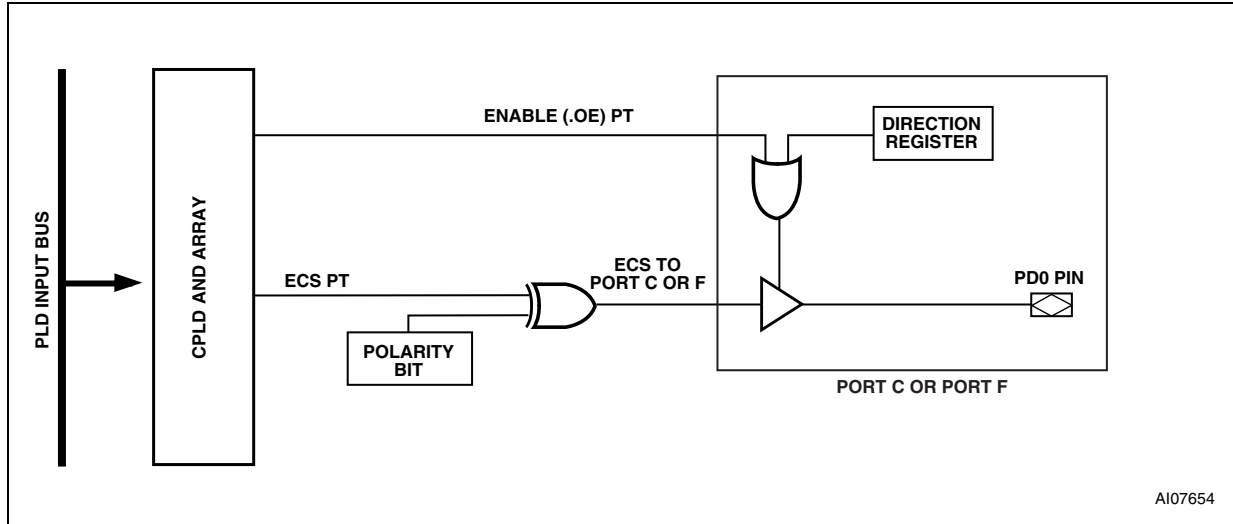 PLD INPUT BUS
CPLD AND ARRAY
ENABLE (.OE) PT
DIRECTION
REGISTER
ECS PT
POLARITY
BIT
ECS TO
PORT C OR F
PD0 PIN
PORT C OR PORT F
AI07654